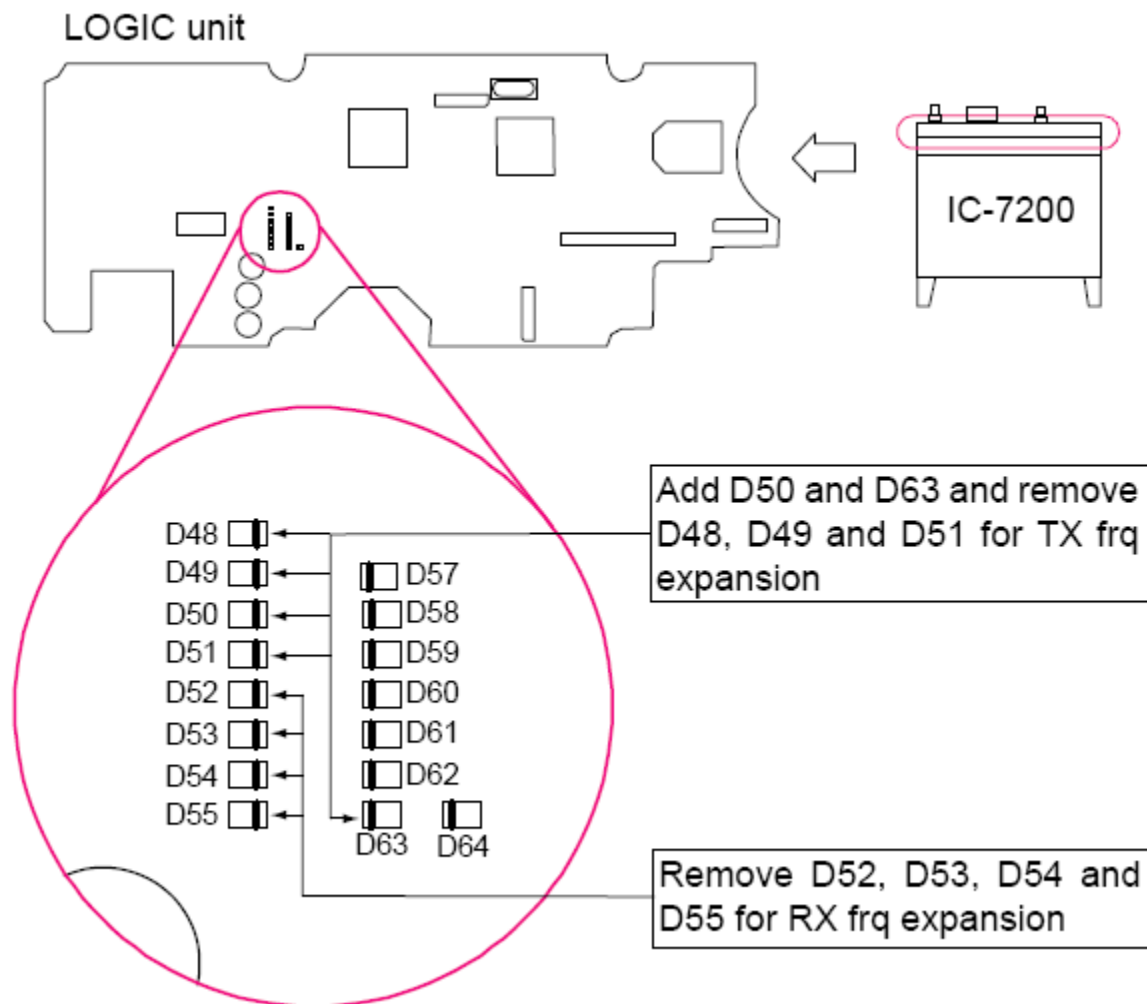 LOGIC unit
IC-7200
Add D50 and D63 and remove
D48, D49 and D51 for TX frq
expansion
D48
D49
D50
D51
D52
D53
D54
D55
D57
D58
D59
D60
D61
D62
D63
D64
Remove D52, D53, D54 and
D55 for RX frq expansion